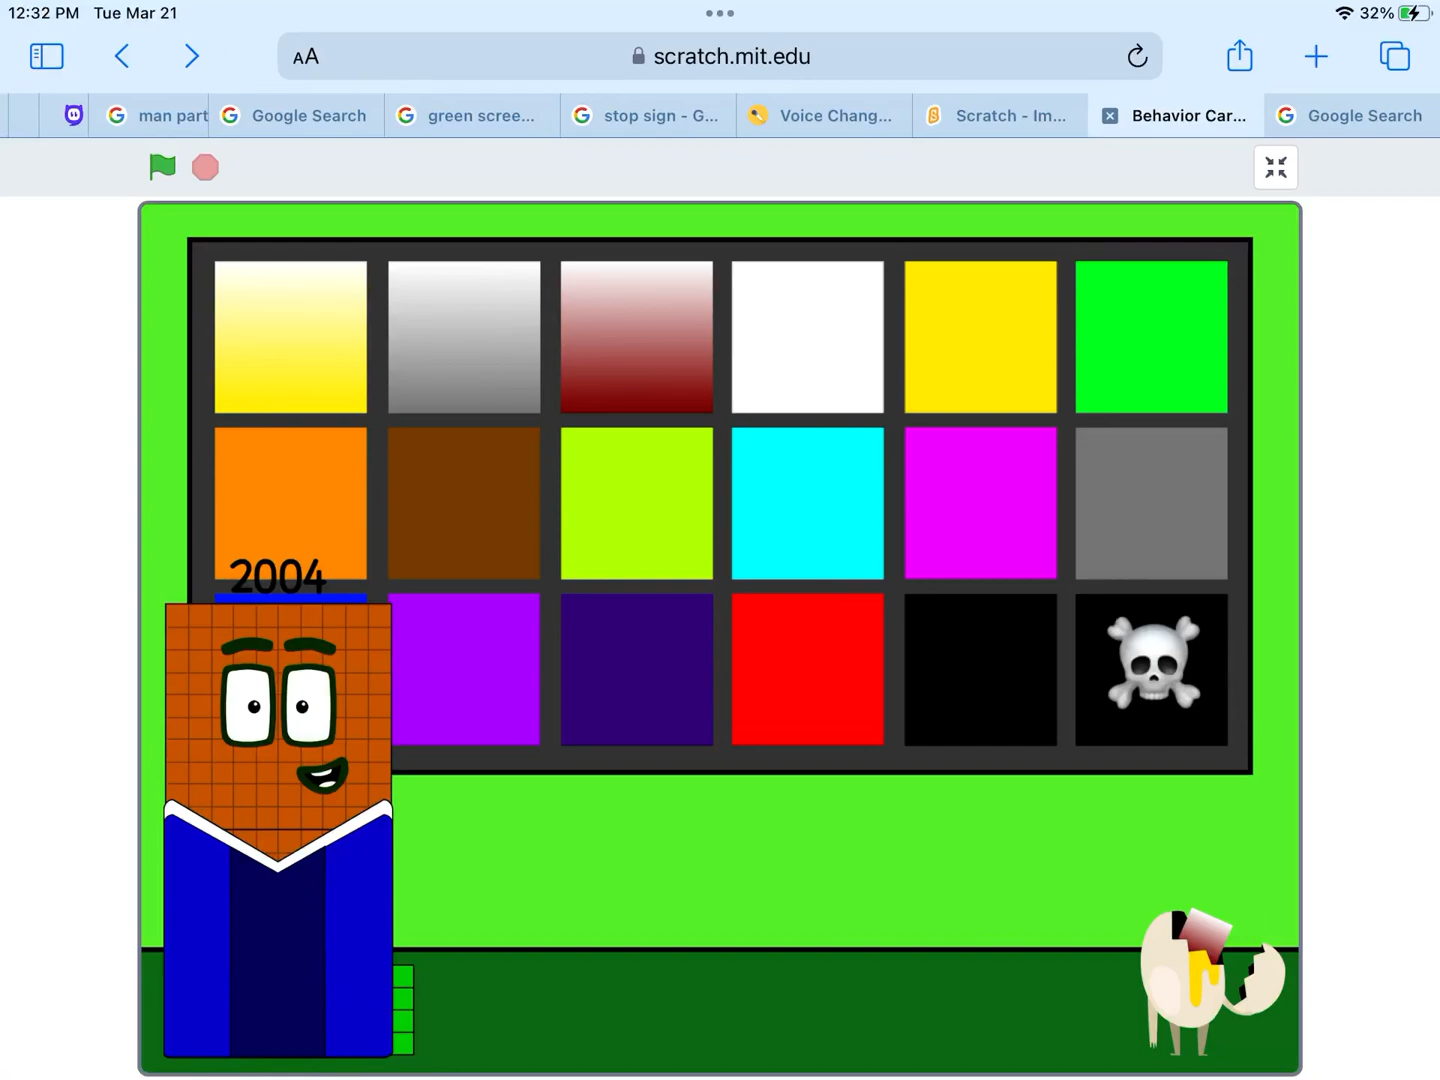 12:32 PM Tue Mar 21
32%
AA
scratch.mit.edu
man part
Google Search
green scree...
stop sign - G...
Voice Chang...
Scratch - Im...
Behavior Car...
Google Search
2004